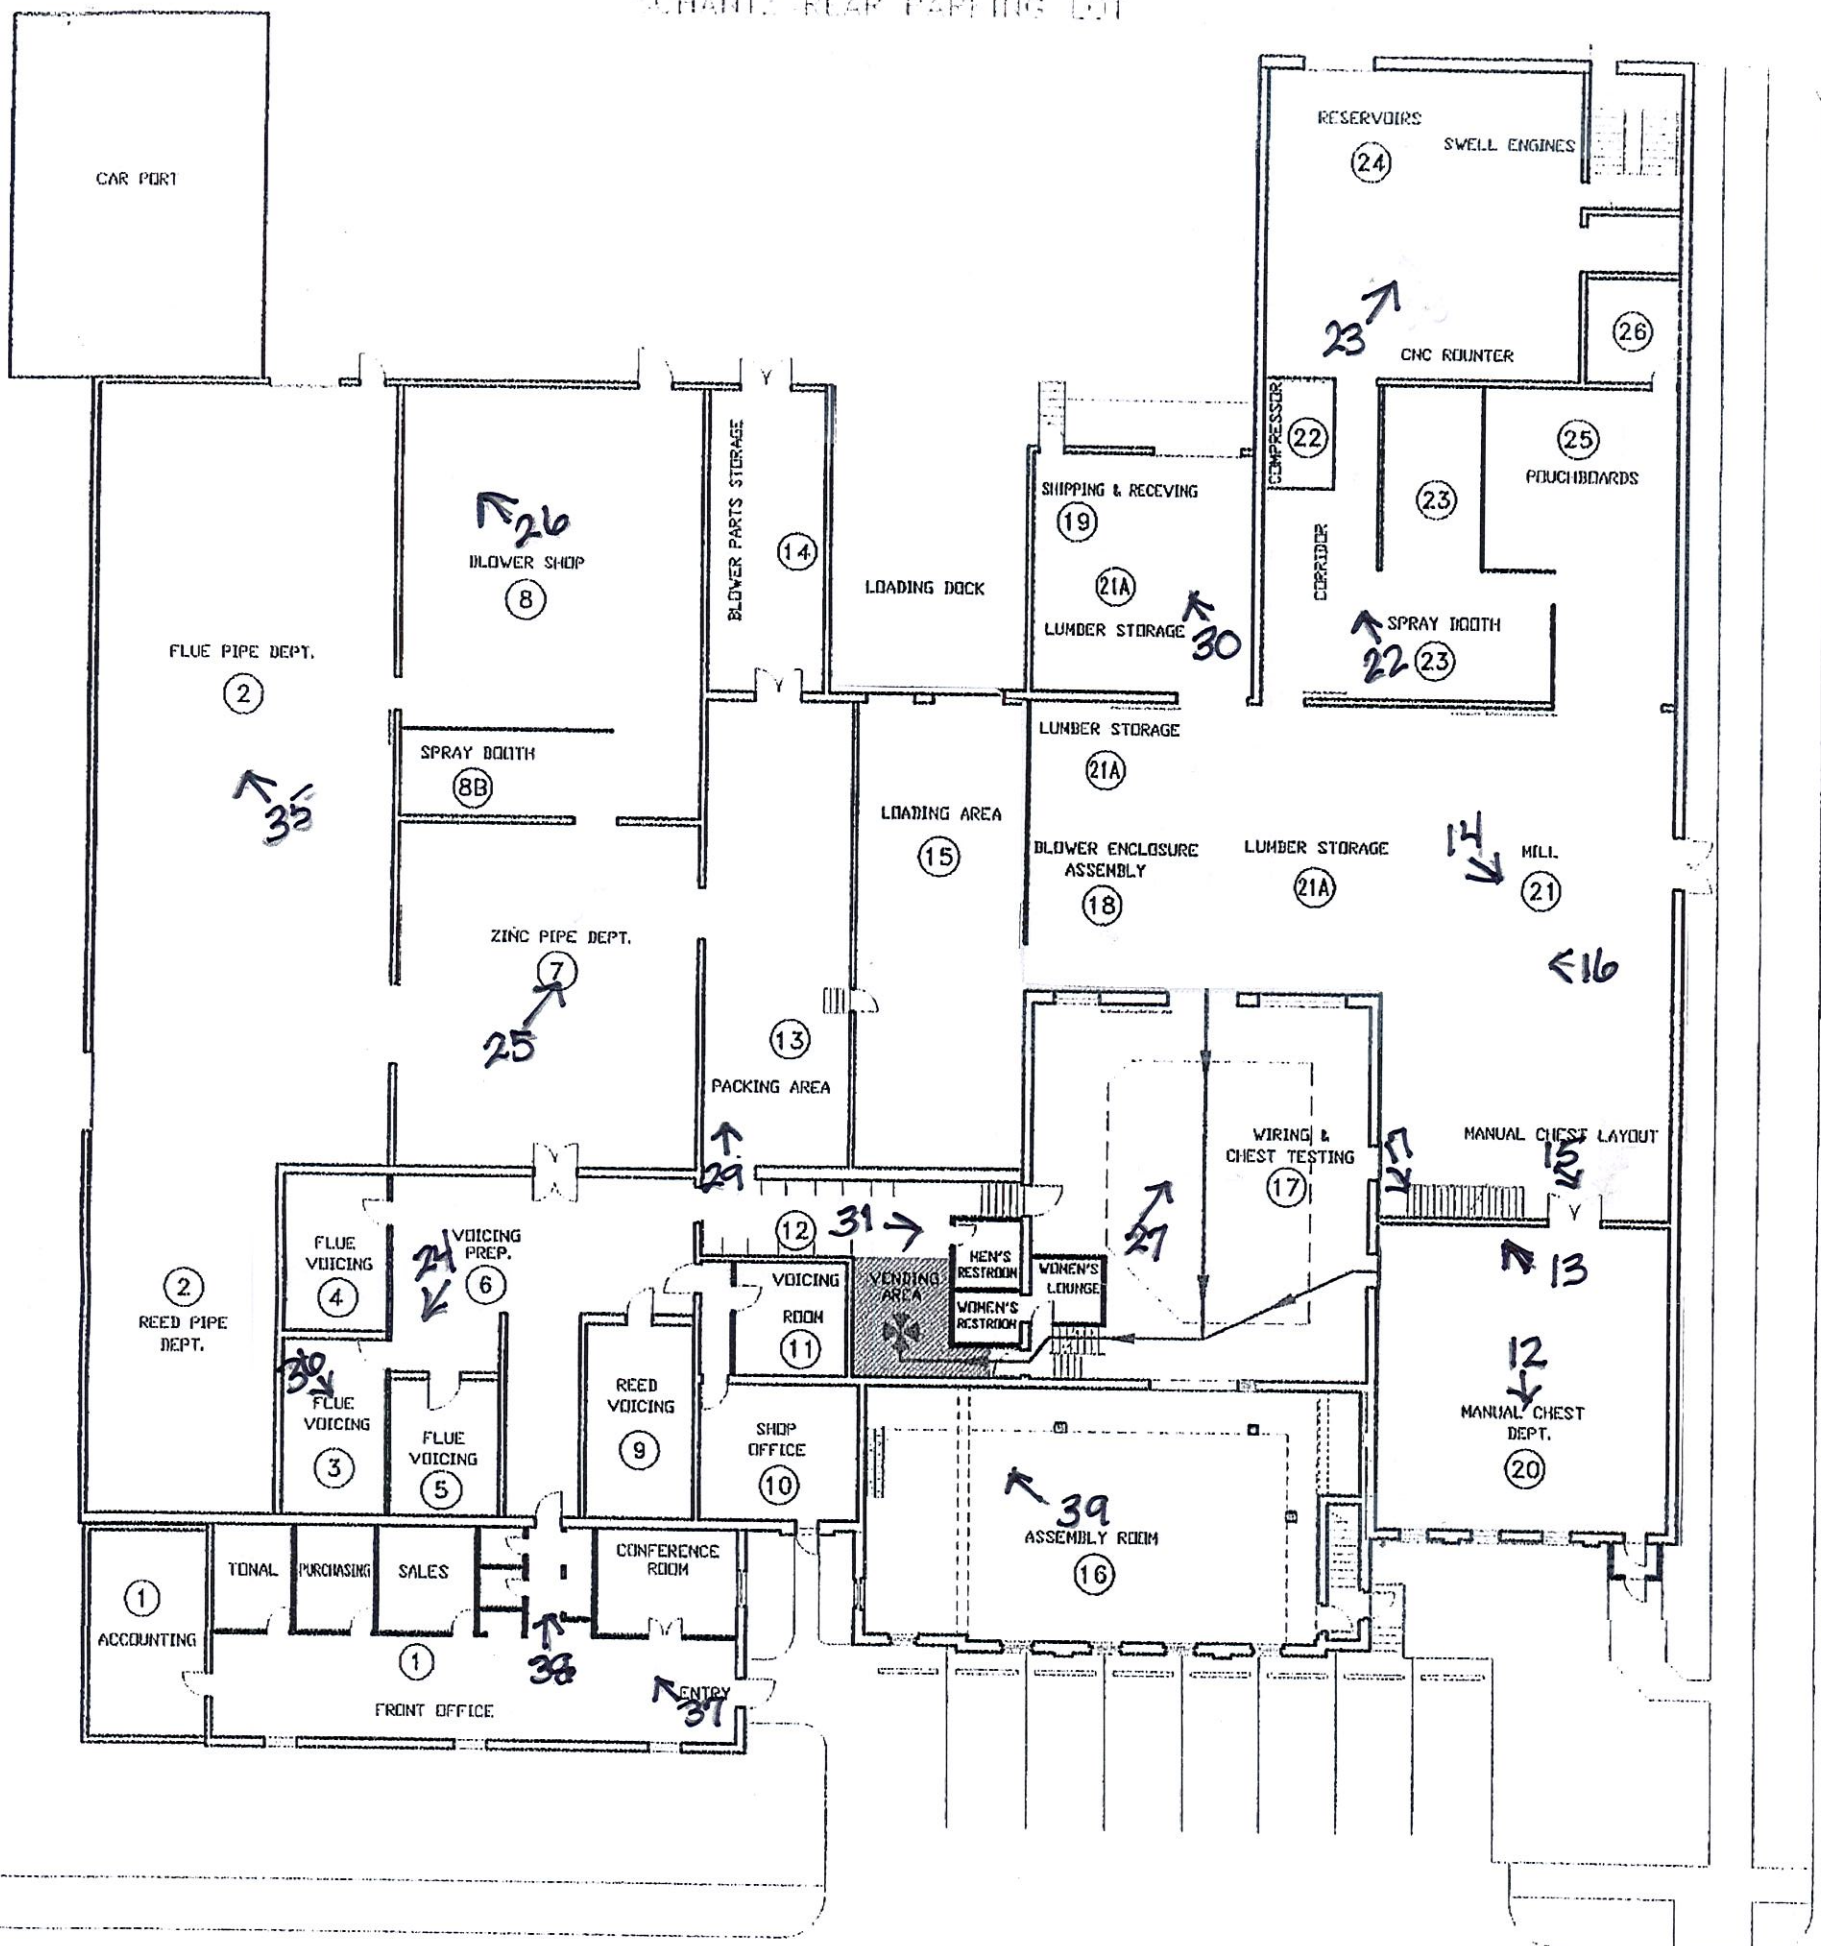 REAR PARKING LOT
CAR PORT
RESERVOIRS
24
SWELL ENGINES
23
CNC ROUNTER
26
COMPRESSOR
22
25
POUCHBOARDS
23
CORRIDOR
SPRAY BOOTH
22
23
SHIPPING & RECEVING
19
21A
LUMBER STORAGE
30
LOADING DOCK
BLOWER PARTS STORAGE
14
26
BLOWER SHOP
8
FLUE PIPE DEPT.
2
35
SPRAY BOOTH
8B
LUMBER STORAGE
21A
LOADING AREA
15
BLOWER ENCLOSURE
ASSEMBLY
18
LUMBER STORAGE
21A
14
MILL
21
16
ZINC PIPE DEPT.
7
25
13
PACKING AREA
29
WIRING &
CHEST TESTING
17
27
MANUAL CHEST LAYOUT
17
15
13
12
MANUAL CHEST
DEPT.
20
12
31
MEN'S
RESTROOM
WOMEN'S
RESTROOM
WOMEN'S
LOUNGE
VENDING
AREA
VOICING
ROOM
11
VOICING
PREP.
6
24
FLUE
VOICING
4
2
REED PIPE
DEPT.
36
FLUE
VOICING
3
FLUE
VOICING
5
REED
VOICING
9
SHOP
OFFICE
10
39
ASSEMBLY ROOM
16
1
ACCOUNTING
TONAL
PURCHASING
SALES
CONFERENCE
ROOM
1
FRONT OFFICE
38
ENTRY
37